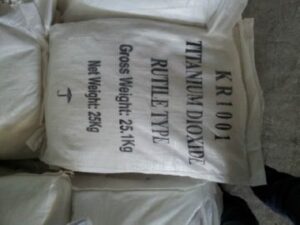 KR1001
TITANIUM DIOXIDE
RUTILE TYPE
Gross Weight: 25.1Kg
Net Weight: 25Kg